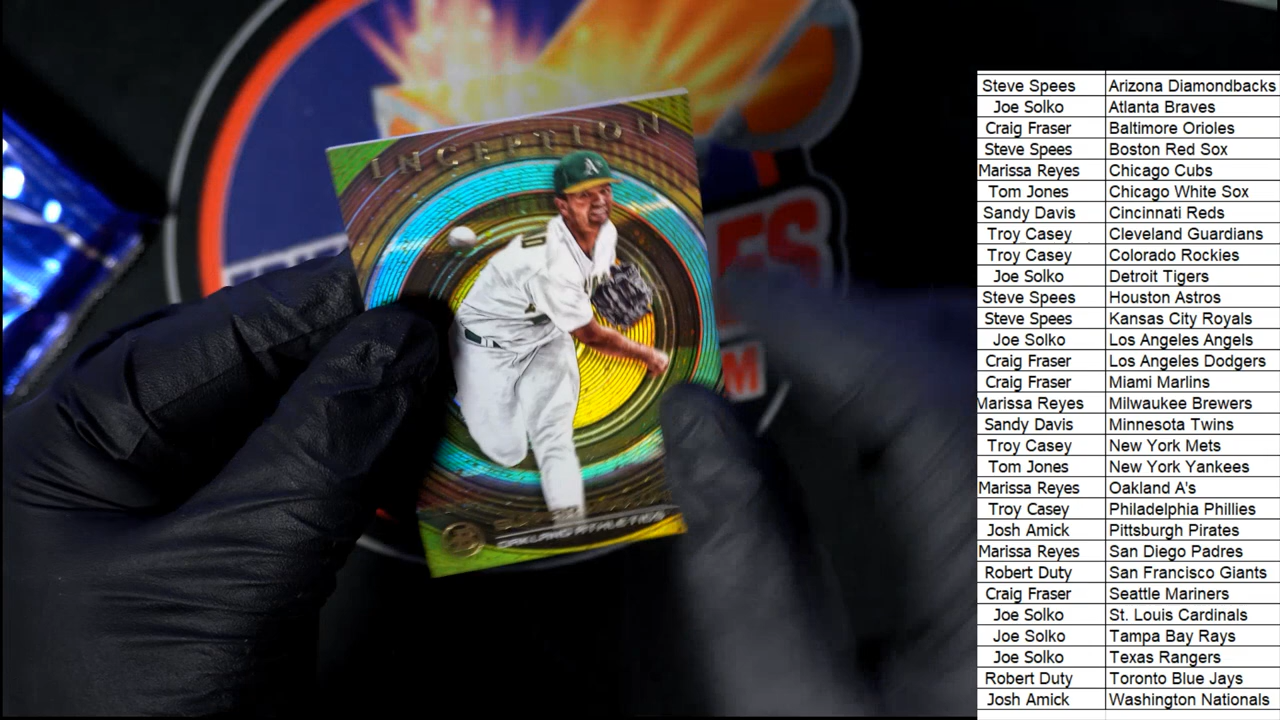 INCEPTION
A
OAKLAND ATHLETICS
Steve Spees Arizona Diamondbacks
Joe Solko Atlanta Braves
Craig Fraser Baltimore Orioles
Steve Spees Boston Red Sox
Marissa Reyes Chicago Cubs
Tom Jones Chicago White Sox
Sandy Davis Cincinnati Reds
Troy Casey Cleveland Guardians
Troy Casey Colorado Rockies
Joe Solko Detroit Tigers
Steve Spees Houston Astros
Steve Spees Kansas City Royals
Joe Solko Los Angeles Angels
Craig Fraser Los Angeles Dodgers
Craig Fraser Miami Marlins
Marissa Reyes Milwaukee Brewers
Sandy Davis Minnesota Twins
Troy Casey New York Mets
Tom Jones New York Yankees
Marissa Reyes Oakland A's
Troy Casey Philadelphia Phillies
Josh Amick Pittsburgh Pirates
Marissa Reyes San Diego Padres
Robert Duty San Francisco Giants
Craig Fraser Seattle Mariners
Joe Solko St. Louis Cardinals
Joe Solko Tampa Bay Rays
Joe Solko Texas Rangers
Robert Duty Toronto Blue Jays
Josh Amick Washington Nationals